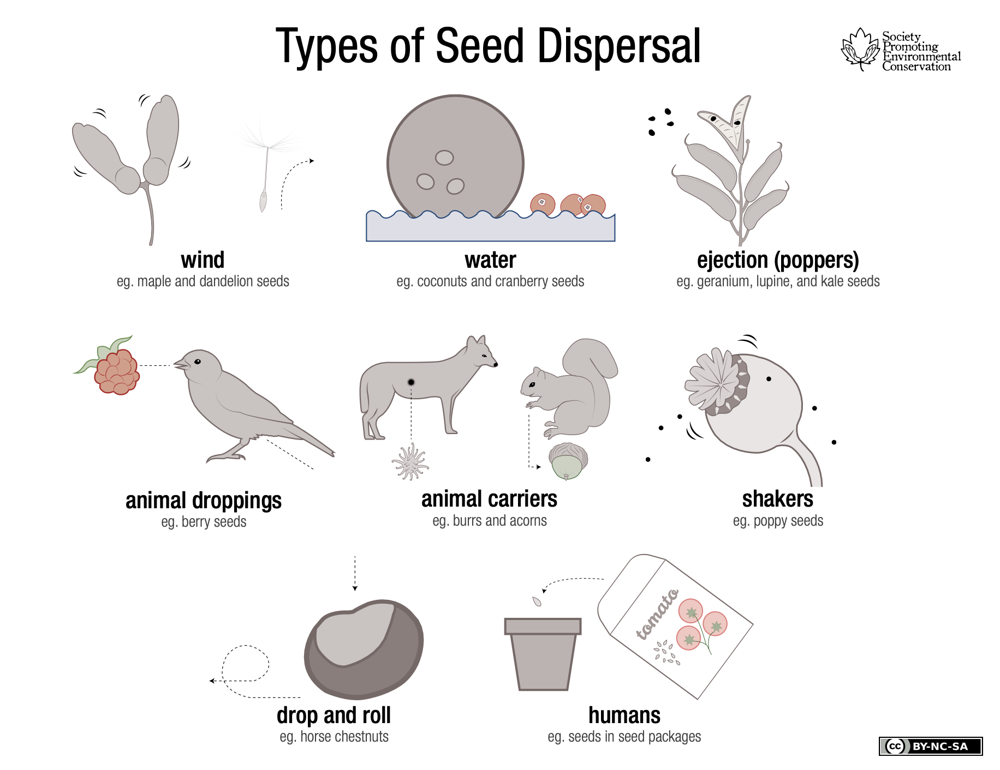 Types of Seed Dispersal
Society
Promoting
Environmental
Conservation
wind
eg. maple and dandelion seeds
water
eg. coconuts and cranberry seeds
ejection (poppers)
eg. geranium, lupine, and kale seeds
animal droppings
eg. berry seeds
animal carriers
eg. burrs and acorns
shakers
eg. poppy seeds
drop and roll
eg. horse chestnuts
tomato
humans
eg. seeds in seed packages
cc BY-NC-SA